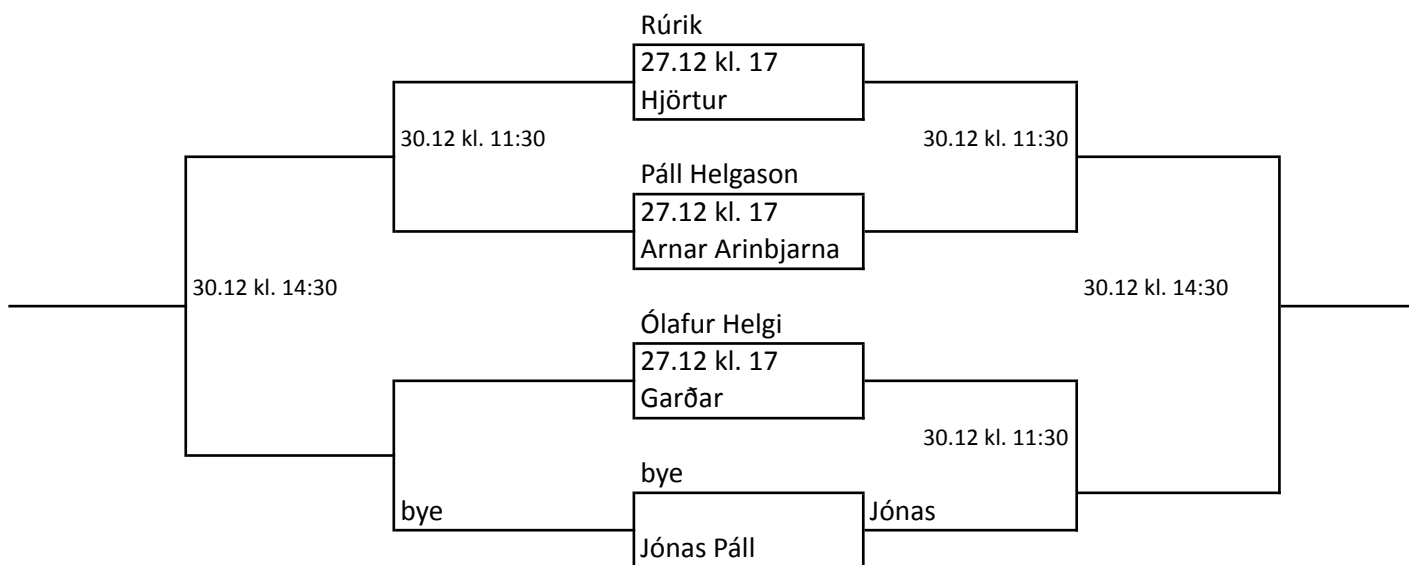 Rúrik
27.12 kl. 17
Hjörtur
30.12 kl. 11:30
30.12 kl. 11:30
Páll Helgason
27.12 kl. 17
Arnar Arinbjarna
30.12 kl. 14:30
30.12 kl. 14:30
Ólafur Helgi
27.12 kl. 17
Garðar
30.12 kl. 11:30
bye
bye
Jónas
Jónas Páll